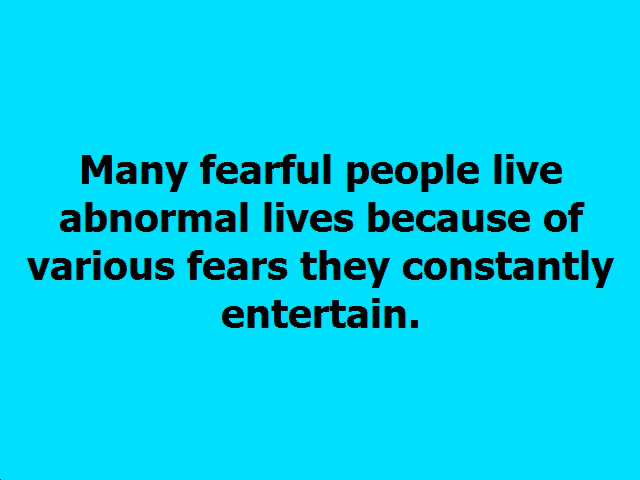 Many fearful people live
abnormal lives because of
various fears they constantly
entertain.